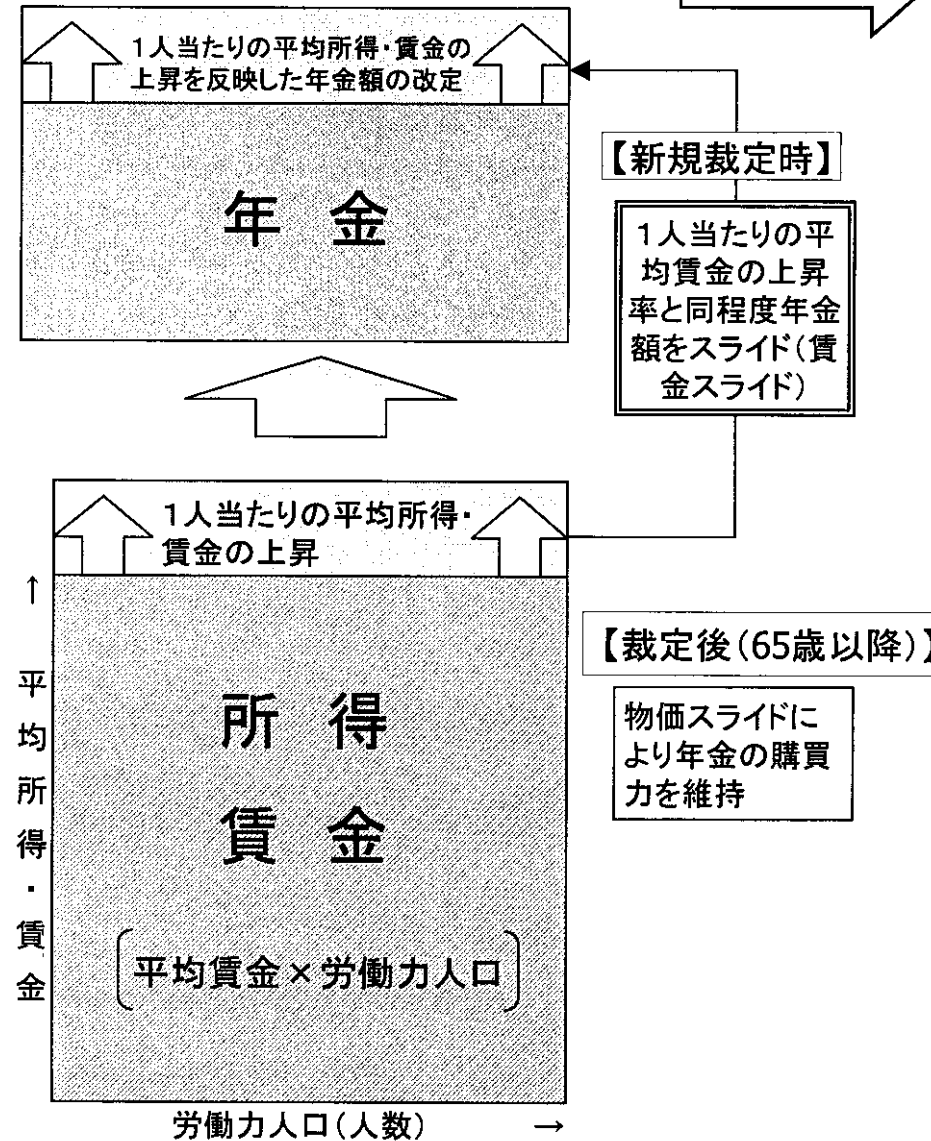 1人当たりの平均所得・賃金の
上昇を反映した年金額の改定
年 金
【新規裁定時】
1人当たりの平
均賃金の上昇
率と同程度年金
額をスライド(賃
金スライド)
1人当たりの平均所得・
賃金の上昇
↑
平均所得・賃金
所 得
賃 金
平均賃金×労働力人口
【裁定後(65歳以降)】
物価スライドに
より年金の購買
力を維持
労働力人口(人数) →